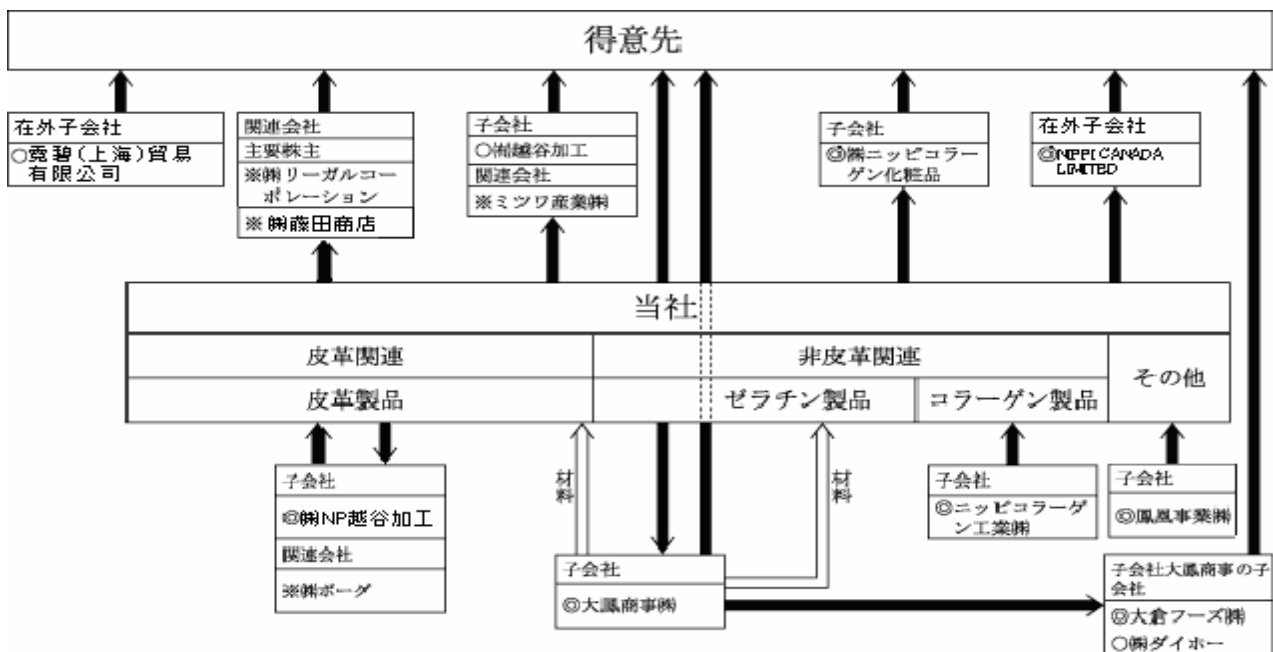 得意先
在外子会社
○霓碧(上海)貿易
有限公司
関連会社
主要株主
※㈱リーガルコー
ポレーション
※㈱藤田商店
子会社
○㈲越谷加工
関連会社
※ミツワ産業㈱
子会社
◎㈱ニッピコラー
ゲン化粧品
在外子会社
◎NIPPI CANADA
LIMITED
当社
皮革関連
非皮革関連
その他
皮革製品
ゼラチン製品
コラーゲン製品
材料
材料
子会社
◎㈱NP越谷加工
関連会社
※㈱ボーグ
子会社
◎大鳳商事㈱
子会社
◎ニッピコラーゲ
ン工業㈱
子会社
◎鳳凰事業㈱
子会社大鳳商事の子
会社
◎大倉フーズ㈱
○㈱ダイホー